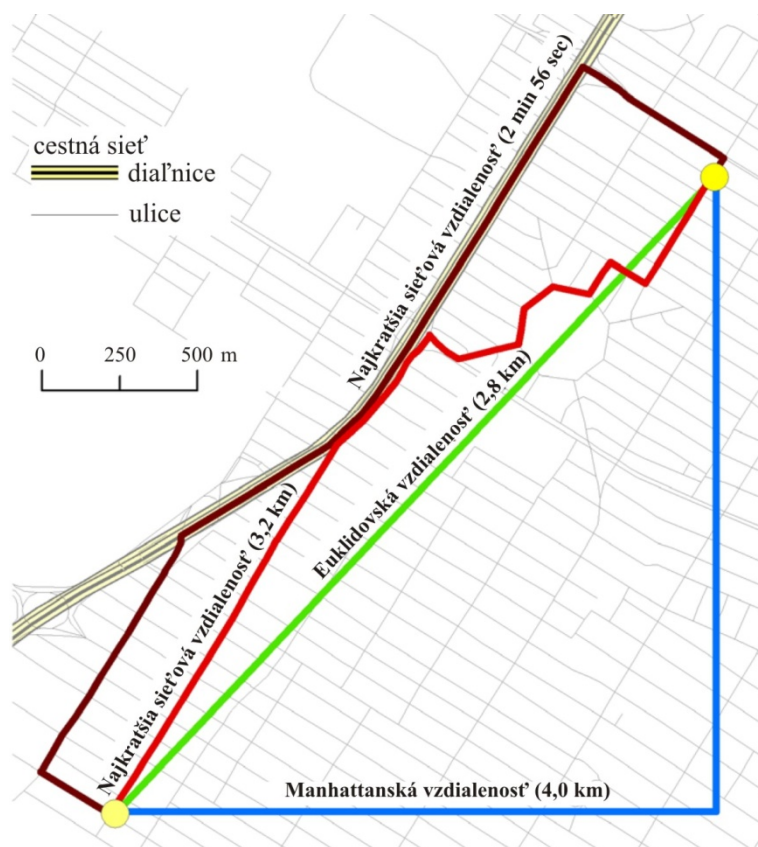 cestná sieť
diaľnice
ulice
0 250 500 m
Najkratšia sieťová vzdialenosť (2 min 56 sec)
Euklidovská vzdialenosť (2,8 km)
Najkratšia sieťová vzdialenosť (3,2 km)
Manhattanská vzdialenosť (4,0 km)